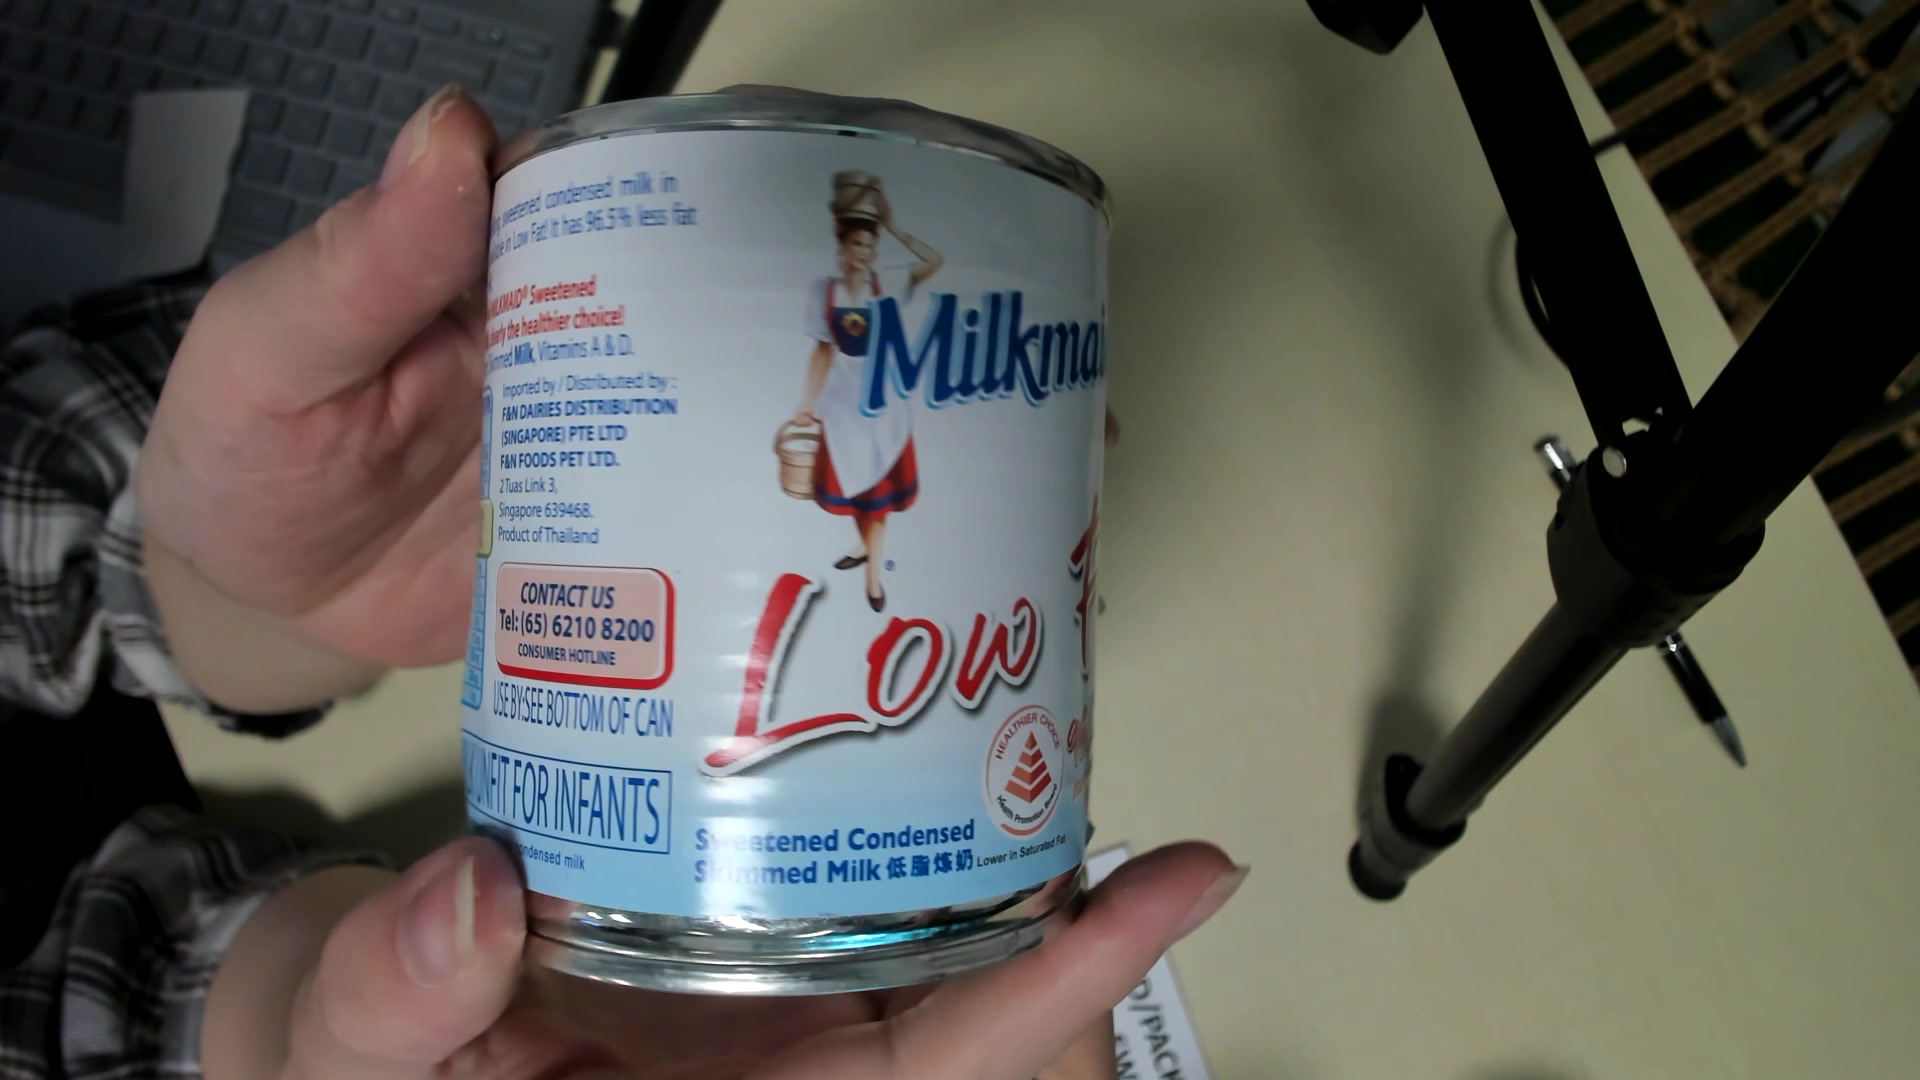 sweetened condensed milk in
in Low Fat! It has 96.5% less fat
MILKMAID® Sweetened
the healthier choice!
Milk, Vitamins A & D.
Imported by / Distributed by :
F&N DAIRIES DISTRIBUTION
(SINGAPORE) PTE LTD
F&N FOODS PET LTD.
2 Tuas Link 3,
Singapore 639468.
Product of Thailand
CONTACT US
Tel: (65) 6210 8200
CONSUMER HOTLINE
USE BY:SEE BOTTOM OF CAN
UNFIT FOR INFANTS
condensed milk
Milkmai
®
Low F
HEALTHIER CHOICE
Health Promotion Board
Sweetened Condensed
Skimmed Milk 低脂炼奶
Lower in Saturated Fat
D/PACK